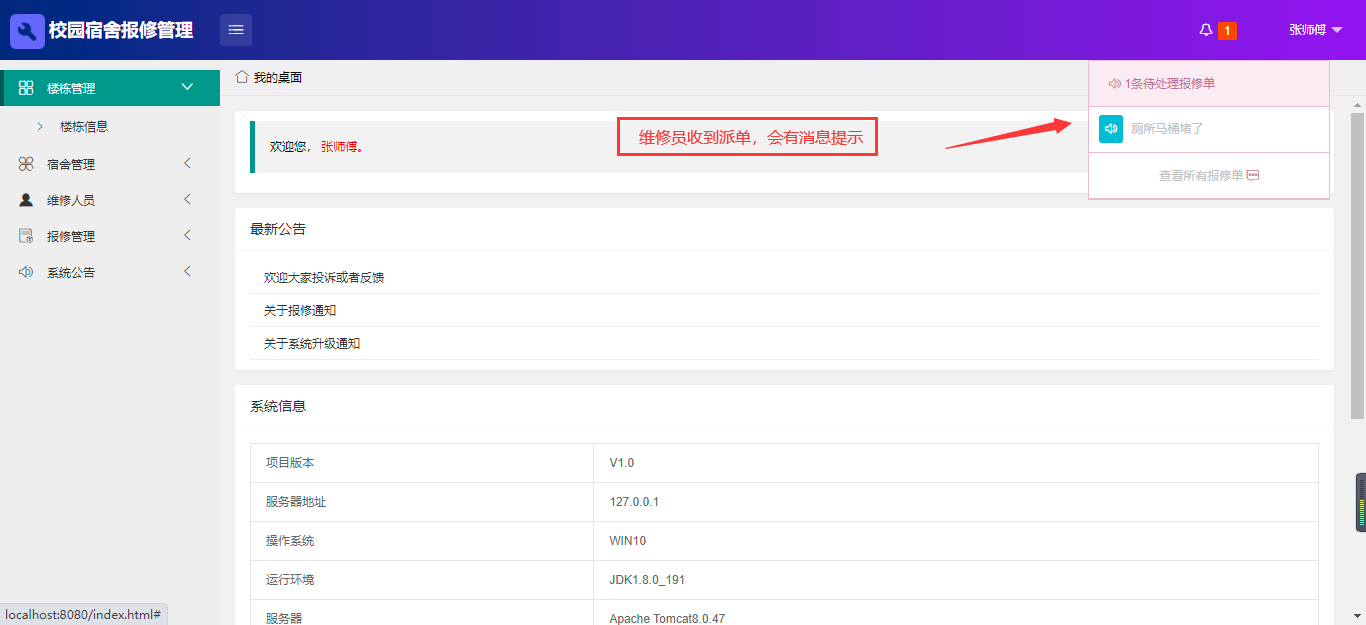 校园宿舍报修管理
1
张师傅
楼栋管理
楼栋信息
宿舍管理
维修人员
报修管理
系统公告
我的桌面
欢迎您， 张师傅。
维修员收到派单，会有消息提示
1条待处理报修单
厕所马桶堵了
查看所有报修单
最新公告
欢迎大家投诉或者反馈
关于报修通知
关于系统升级通知
系统信息
项目版本 V1.0
服务器地址 127.0.0.1
操作系统 WIN10
运行环境 JDK1.8.0_191
服务器 Apache Tomcat8.0.47
localhost:8080/index.html#